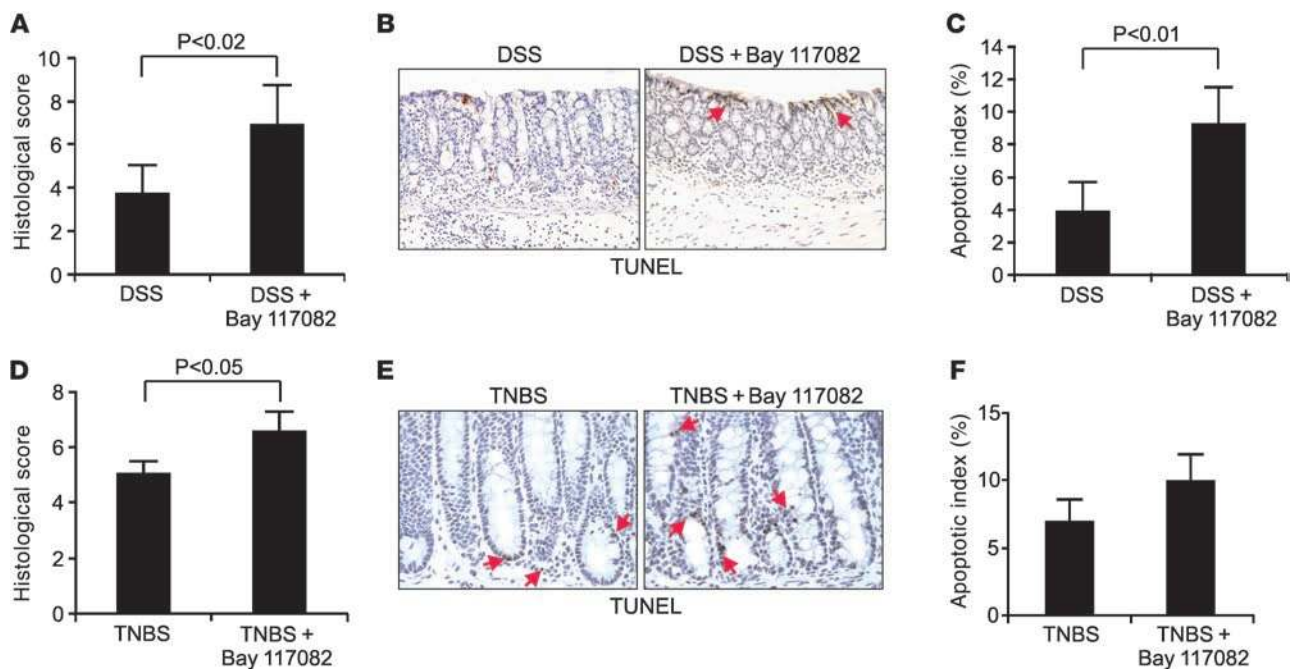 A
P<0.02
Histological score
10
8
6
4
2
0
DSS
DSS +
Bay 117082
B
DSS
DSS + Bay 117082
TUNEL
C
P<0.01
Apoptotic index (%)
14
12
10
8
6
4
2
0
DSS
DSS +
Bay 117082
D
P<0.05
Histological score
8
6
4
2
0
TNBS
TNBS +
Bay 117082
E
TNBS
TNBS + Bay 117082
TUNEL
F
Apoptotic index (%)
15
10
5
0
TNBS
TNBS +
Bay 117082